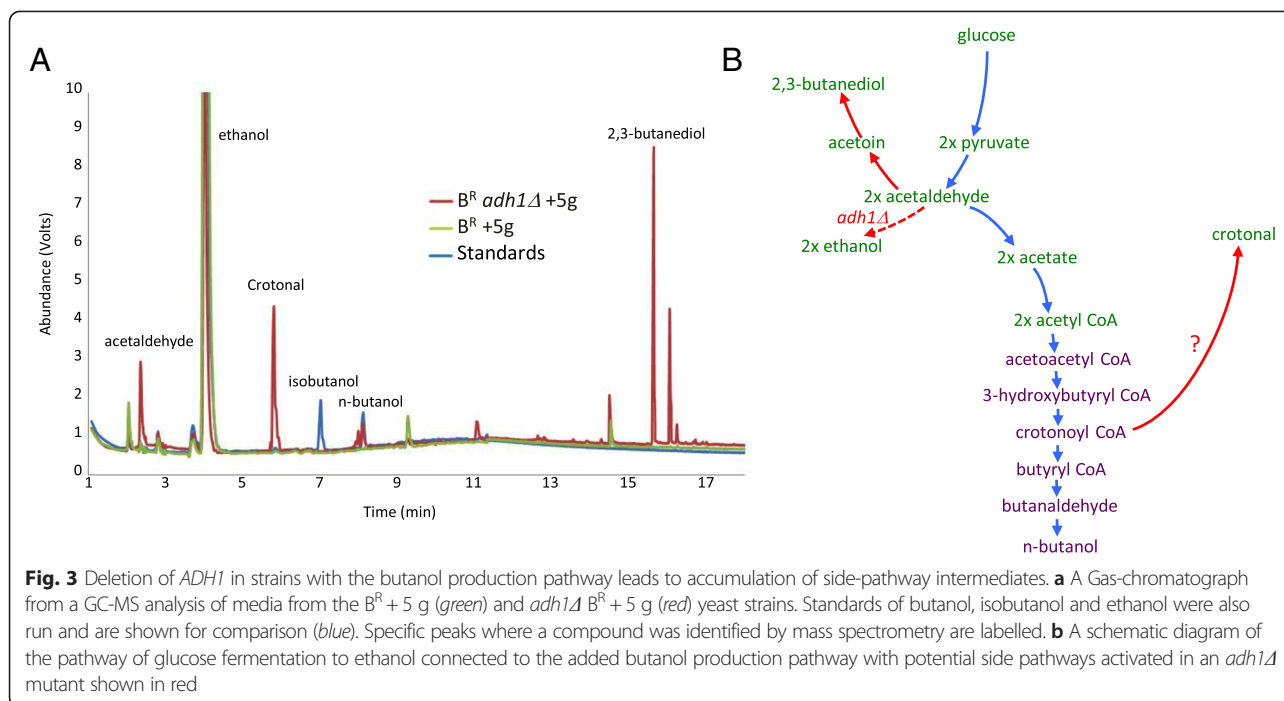 A
10
9
8
7
6
5
4
3
2
1
0
Abundance (Volts)
1
3
5
7
9
11
13
15
17
Time (min)
acetaldehyde
ethanol
Crotonal
isobutanol
n-butanol
2,3-butanediol
Bᴿ adh1Δ +5g
Bᴿ +5g
Standards
B
glucose
2,3-butanediol
acetoin
2x pyruvate
2x acetaldehyde
adh1Δ
2x ethanol
2x acetate
crotonal
2x acetyl CoA
?
acetoacetyl CoA
3-hydroxybutyryl CoA
crotonoyl CoA
butyryl CoA
butanaldehyde
n-butanol
Fig. 3 Deletion of ADH1 in strains with the butanol production pathway leads to accumulation of side-pathway intermediates. a A Gas-chromatograph
from a GC-MS analysis of media from the Bᴿ + 5 g (green) and adh1Δ Bᴿ + 5 g (red) yeast strains. Standards of butanol, isobutanol and ethanol were also
run and are shown for comparison (blue). Specific peaks where a compound was identified by mass spectrometry are labelled. b A schematic diagram of
the pathway of glucose fermentation to ethanol connected to the added butanol production pathway with potential side pathways activated in an adh1Δ
mutant shown in red